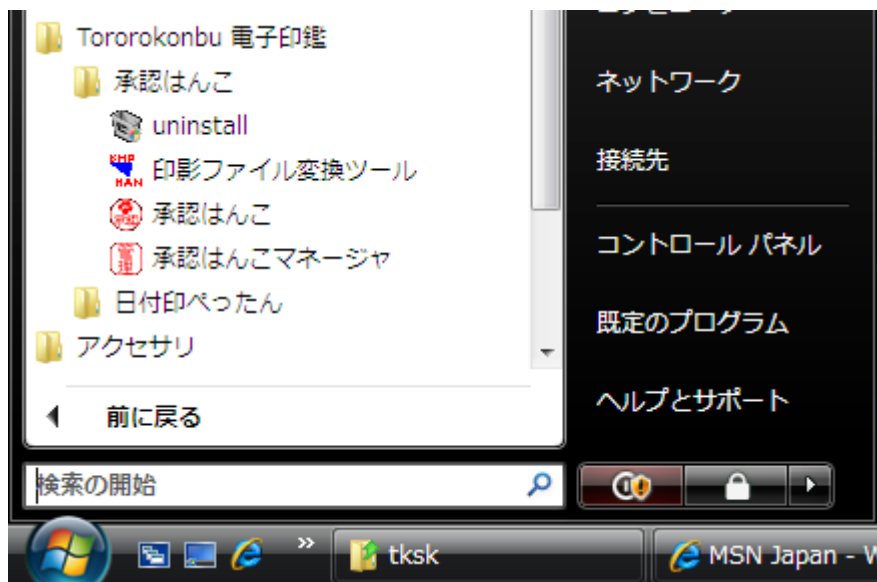 Tororokonbu 電子印鑑
承認はんこ
uninstall
KMP
HAN
印影ファイル変換ツール
承認はんこ
管理
承認はんこマネージャ
日付印ぺったん
アクセサリ
前に戻る
検索の開始
ネットワーク
接続先
コントロール パネル
既定のプログラム
ヘルプとサポート
tksk
MSN Japan - W